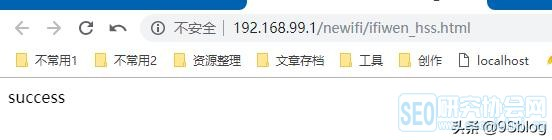 不安全 | 192.168.99.1/newifi/ifiwen_hss.html
不常用1 不常用2 资源整理 文章存档 工具 创作 localhost
success
SEO研究协会网
头条 @9Sblog